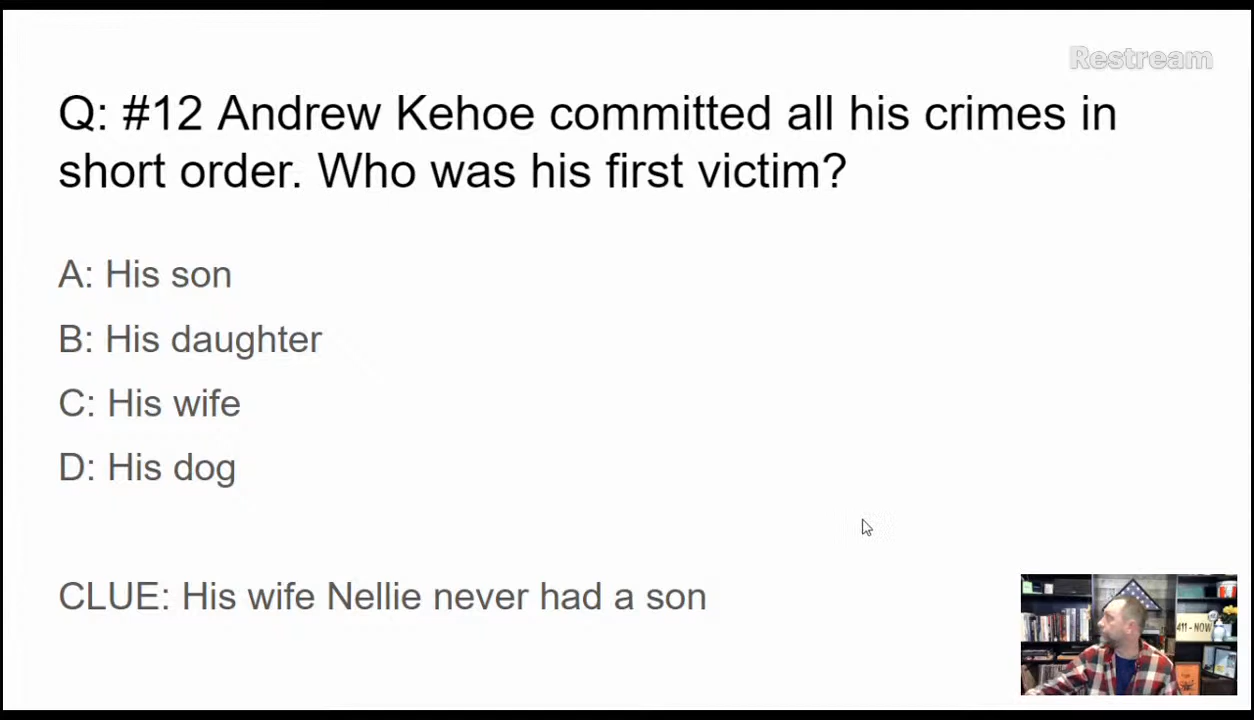 Restream
Q: #12 Andrew Kehoe committed all his crimes in
short order. Who was his first victim?
A: His son
B: His daughter
C: His wife
D: His dog
CLUE: His wife Nellie never had a son
411-NOW